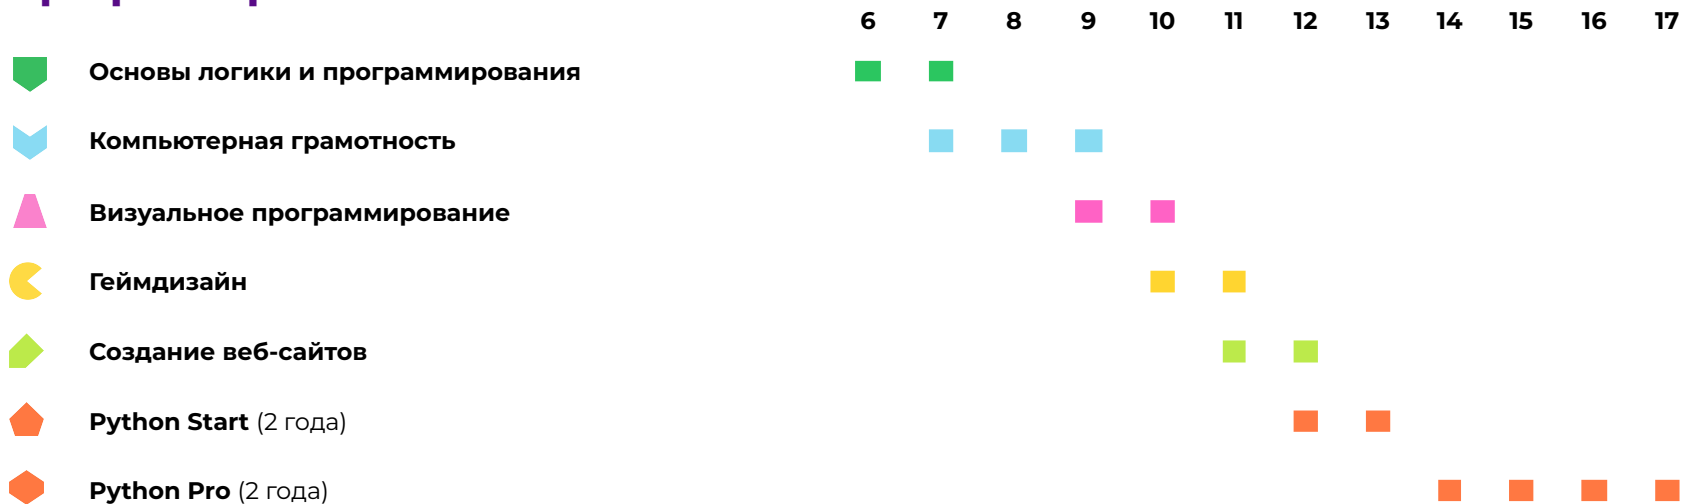 6 7 8 9 10 11 12 13 14 15 16 17
Основы логики и программирования
Компьютерная грамотность
Визуальное программирование
Геймдизайн
Создание веб-сайтов
Python Start (2 года)
Python Pro (2 года)